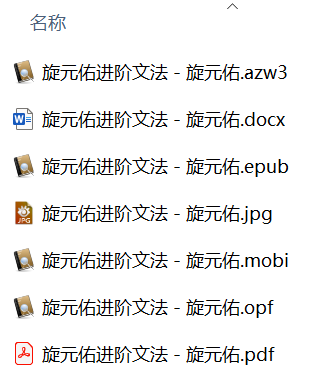 名称
旋元佑进阶文法 - 旋元佑.azw3
旋元佑进阶文法 - 旋元佑.docx
旋元佑进阶文法 - 旋元佑.epub
旋元佑进阶文法 - 旋元佑.jpg
旋元佑进阶文法 - 旋元佑.mobi
旋元佑进阶文法 - 旋元佑.opf
旋元佑进阶文法 - 旋元佑.pdf